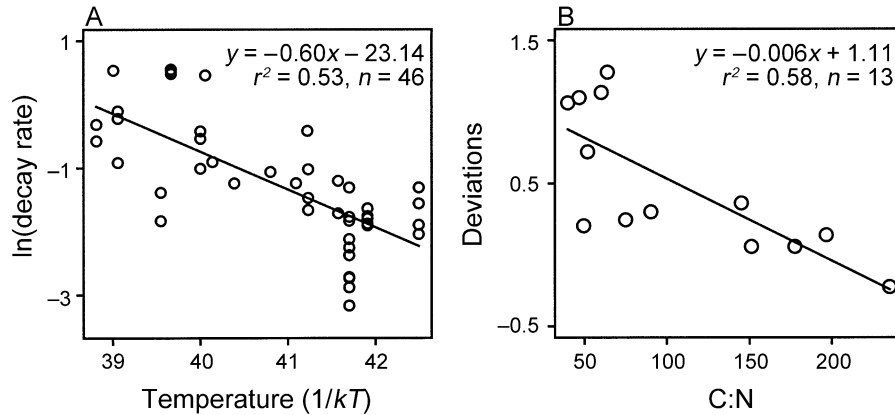 A
y = –0.60x – 23.14
r² = 0.53, n = 46
1
–1
–3
ln(decay rate)
39
40
41
42
Temperature (1/kT)
B
y = –0.006x + 1.11
r² = 0.58, n = 13
1.5
0.5
–0.5
Deviations
50
100
150
200
C:N